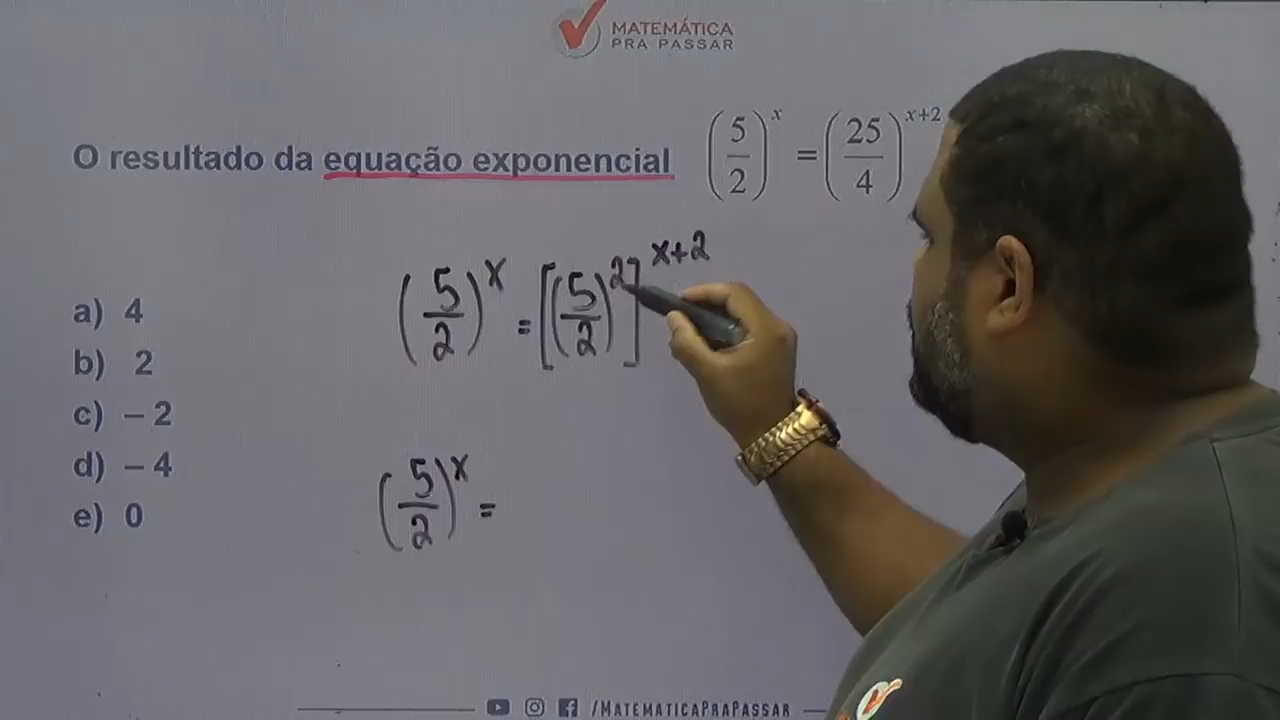 MATEMÁTICA
PRA PASSAR
O resultado da equação exponencial (5/2)^x = (25/4)^(x+2)
(5/2)^x = [(5/2)^2]^(x+2)
a) 4
b) 2
c) – 2
d) – 4
e) 0
(5/2)^x =
/MATEMATICAPRAPASSAR